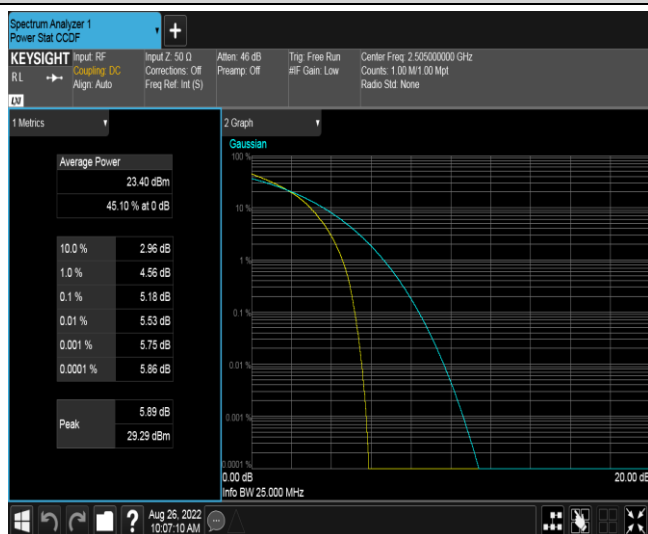 Spectrum Analyzer 1
Power Stat CCDF
+
KEYSIGHT
RL
LXI
Input: RF
Coupling: DC
Align: Auto
Input Z: 50 Ω
Corrections: Off
Freq Ref: Int (S)
Atten: 46 dB
Preamp: Off
Trig: Free Run
#IF Gain: Low
Center Freq: 2.505000000 GHz
Counts: 1.00 M/1.00 Mpt
Radio Std: None
1 Metrics
Average Power
23.40 dBm
45.10 % at 0 dB
10.0 % 2.96 dB
1.0 % 4.56 dB
0.1 % 5.18 dB
0.01 % 5.53 dB
0.001 % 5.75 dB
0.0001 % 5.86 dB
Peak
5.89 dB
29.29 dBm
2 Graph
Gaussian
100 %
10 %
1 %
0.1 %
0.01 %
0.001 %
0.0001 %
0.00 dB
20.00 dB
Info BW 25.000 MHz
?
Aug 26, 2022
10:07:10 AM